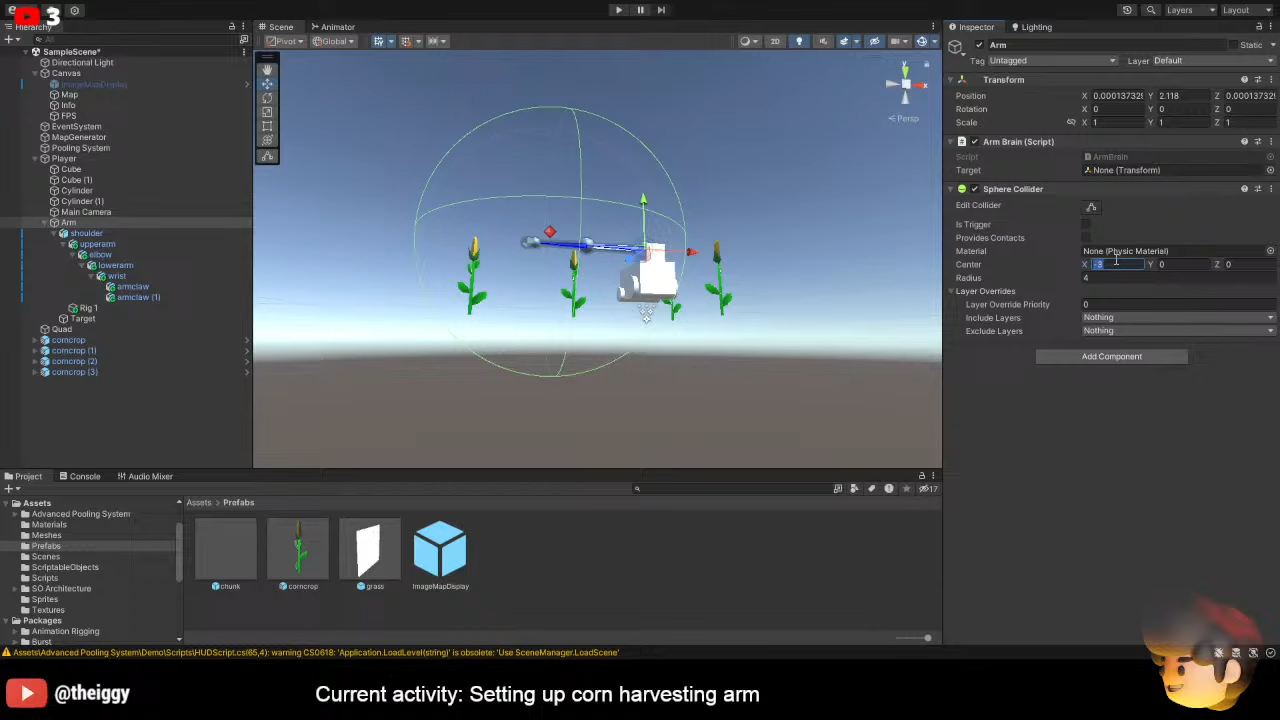 3
Layers
Layout
Hierarchy
All
SampleScene*
Directional Light
Canvas
ImageMapDisplay
Map
Info
FPS
EventSystem
MapGenerator
Pooling System
Player
Cube
Cube (1)
Cylinder
Cylinder (1)
Main Camera
Arm
shoulder
upperarm
elbow
lowerarm
wrist
armclaw
armclaw (1)
Rig 1
Target
Quad
corncrop
corncrop (1)
corncrop (2)
corncrop (3)
Scene
Animator
Pivot
Global
2D
y
x
Persp
Inspector
Lighting
Arm
Static
Tag Untagged
Layer Default
Transform
Position X 0.000137329 Y 2.118 Z 0.000137329
Rotation X 0 Y 0 Z 0
Scale X 1 Y 1 Z 1
Arm Brain (Script)
Script ArmBrain
Target None (Transform)
Sphere Collider
Edit Collider
Is Trigger
Provides Contacts
Material None (Physic Material)
Center X -3 Y 0 Z 0
Radius 4
Layer Overrides
Layer Override Priority 0
Include Layers Nothing
Exclude Layers Nothing
Add Component
Project
Console
Audio Mixer
17
Assets
Advanced Pooling System
Materials
Meshes
Prefabs
Scenes
ScriptableObjects
Scripts
SO Architecture
Sprites
Textures
Packages
Animation Rigging
Burst
Assets > Prefabs
chunk
corncrop
grass
ImageMapDisplay
Assets\Advanced Pooling System\Demo\Scripts\HUDScript.cs(65,4): warning CS0618: 'Application.LoadLevel(string)' is obsolete: 'Use SceneManager.LoadScene'
@theiggy
Current activity: Setting up corn harvesting arm